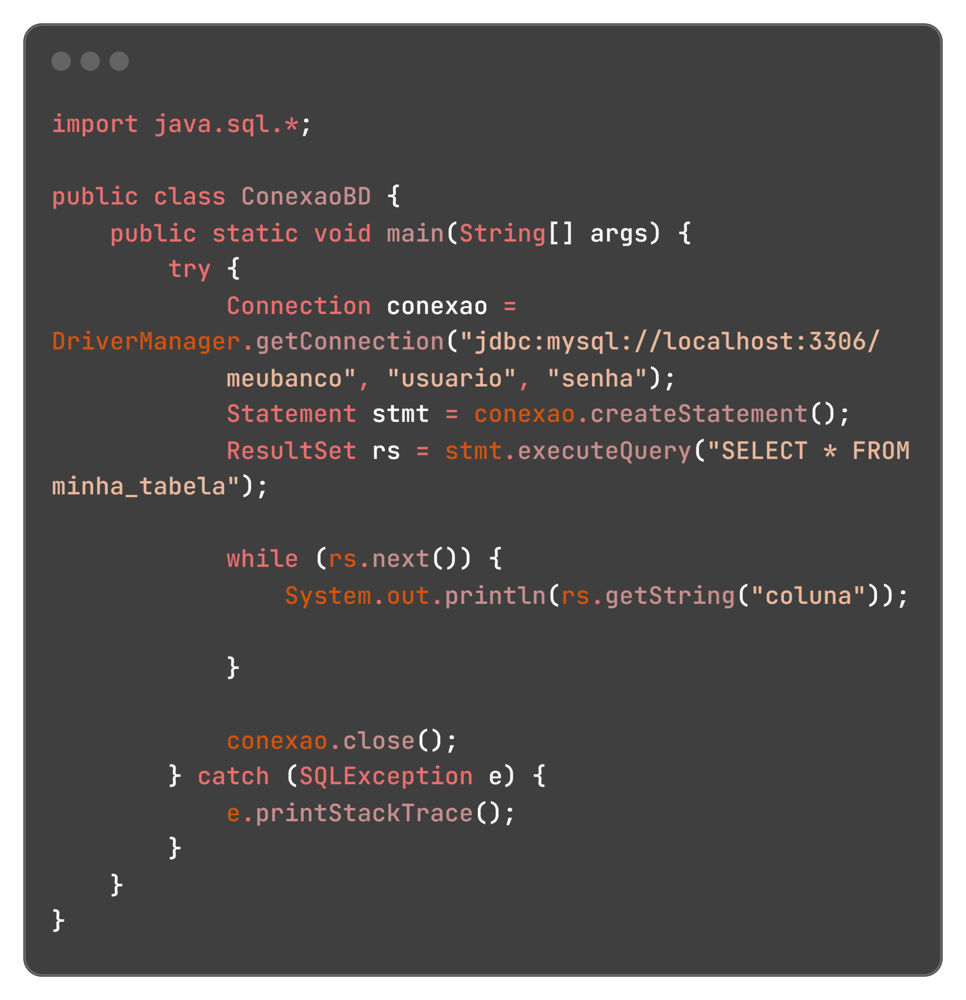 import java.sql.*;
public class ConexaoBD {
    public static void main(String[] args) {
        try {
            Connection conexao =
DriverManager.getConnection("jdbc:mysql://localhost:3306/
            meubanco", "usuario", "senha");
            Statement stmt = conexao.createStatement();
            ResultSet rs = stmt.executeQuery("SELECT * FROM
minha_tabela");
            while (rs.next()) {
                System.out.println(rs.getString("coluna"));
            }
            conexao.close();
        } catch (SQLException e) {
            e.printStackTrace();
        }
    }
}